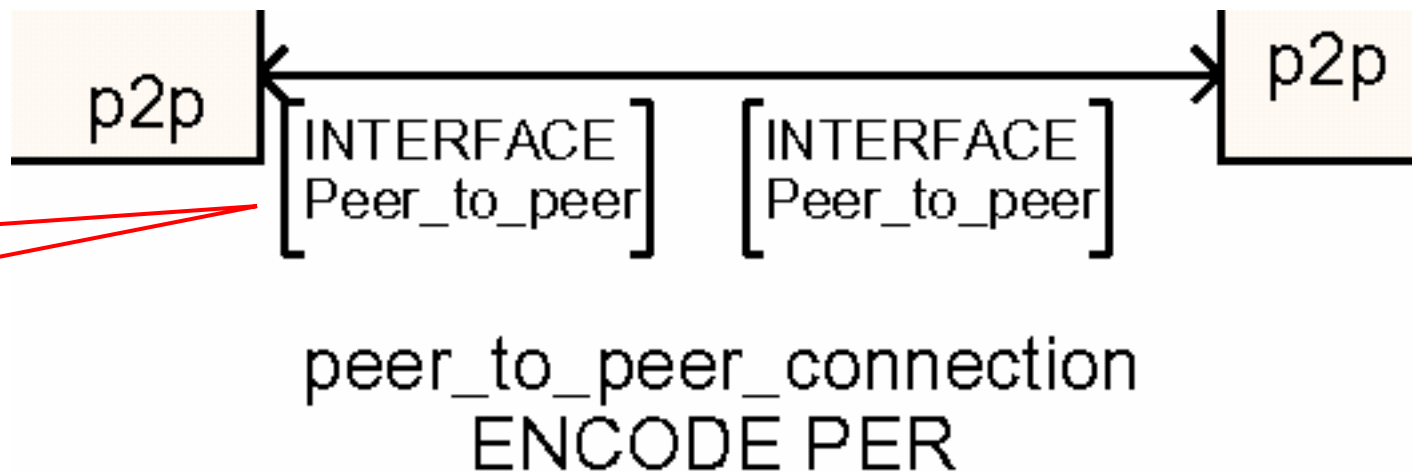 p2p
p2p
INTERFACE
Peer_to_peer
INTERFACE
Peer_to_peer
peer_to_peer_connection
ENCODE PER